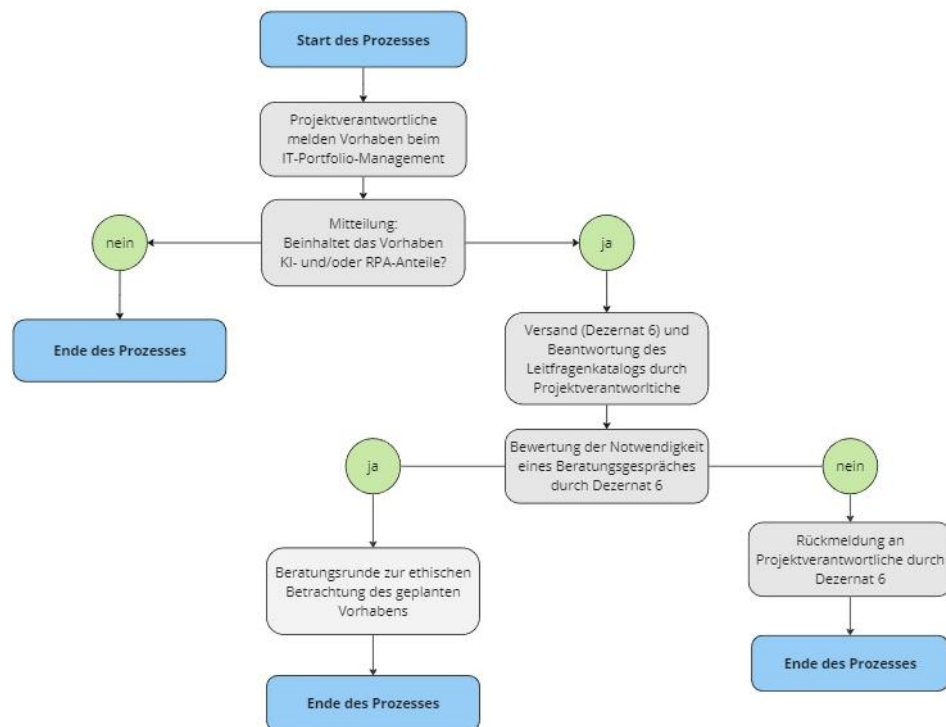 Start des Prozesses
Projektverantwortliche
melden Vorhaben beim
IT-Portfolio-Management
Mitteilung:
Beinhaltet das Vorhaben
KI- und/oder RPA-Anteile?
nein
ja
Ende des Prozesses
Versand (Dezernat 6) und
Beantwortung des
Leitfragenkatalogs durch
Projektverantworltiche
Bewertung der Notwendigkeit
eines Beratungsgespräches
durch Dezernat 6
ja
nein
Beratungsrunde zur ethischen
Betrachtung des geplanten
Vorhabens
Rückmeldung an
Projektverantwortliche durch
Dezernat 6
Ende des Prozesses
Ende des Prozesses